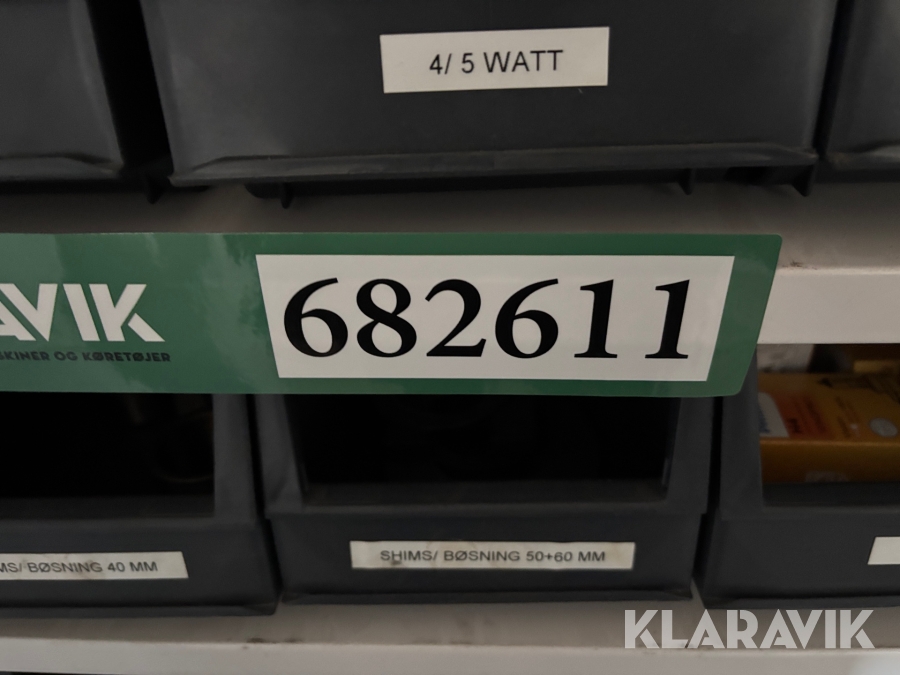 4/ 5 WATT
AVIK
SKINER OG KØRETØJER
682611
MS/ BØSNING 40 MM
SHIMS/ BØSNING 50+60 MM
KLARAVIK